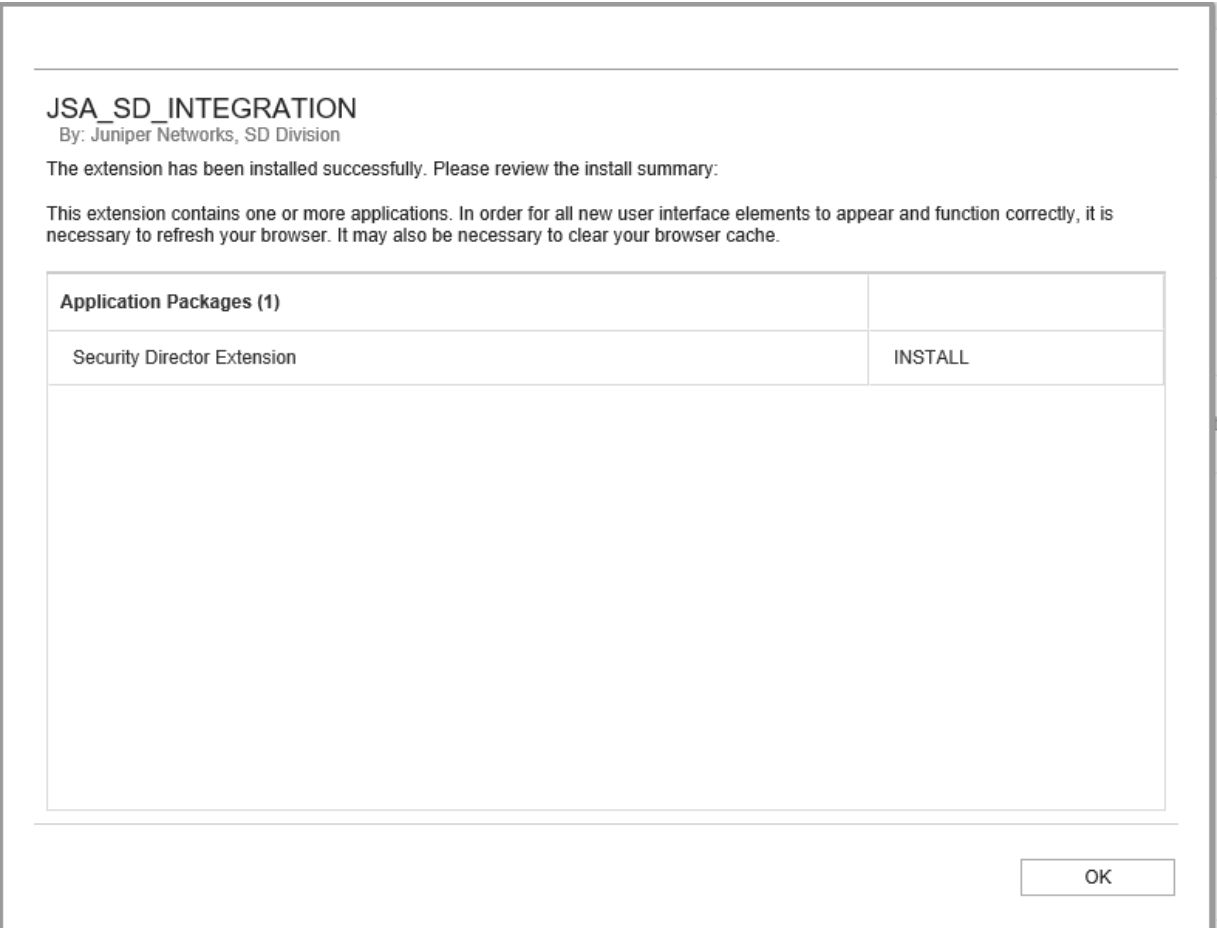 JSA_SD_INTEGRATION
By: Juniper Networks, SD Division
The extension has been installed successfully. Please review the install summary:
This extension contains one or more applications. In order for all new user interface elements to appear and function correctly, it is
necessary to refresh your browser. It may also be necessary to clear your browser cache.
Application Packages (1)
Security Director Extension INSTALL
OK